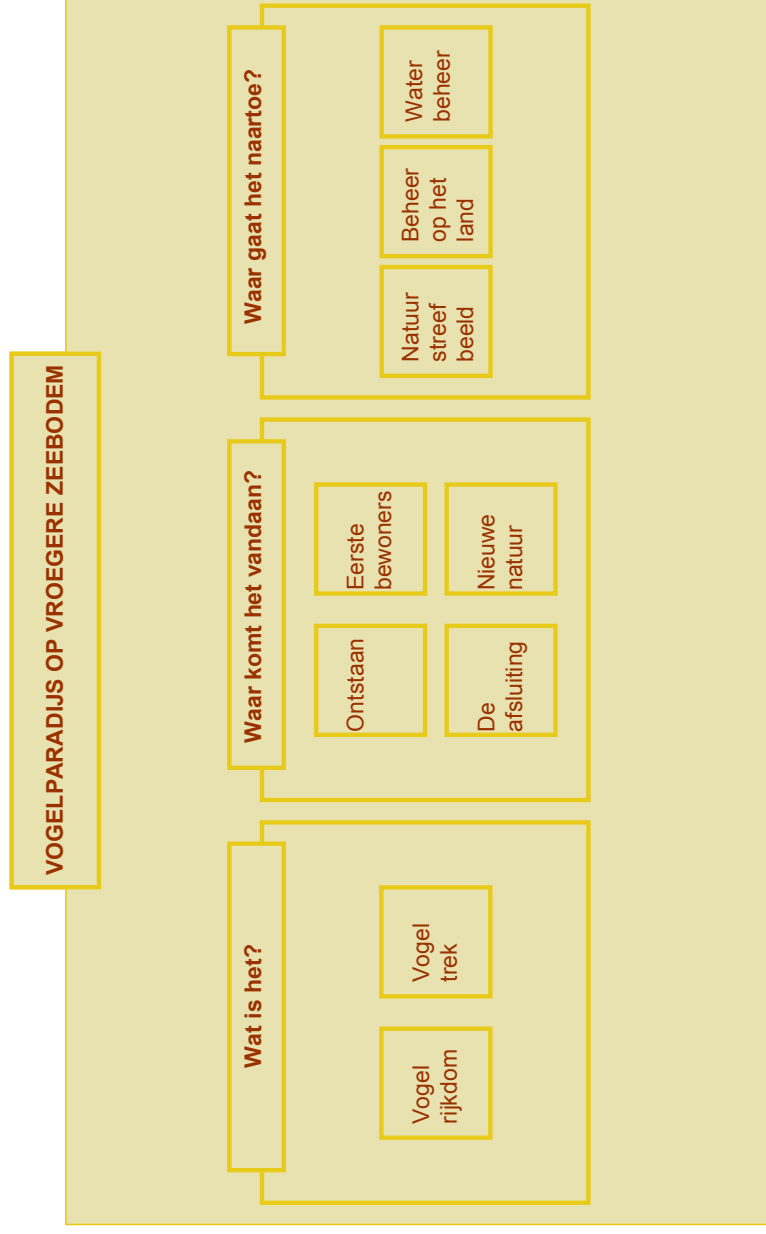 VOGELPARADIJS OP VROEGERE ZEEBODEM
Wat is het?
Vogel
rijkdom
Vogel
trek
Waar komt het vandaan?
Ontstaan
Eerste
bewoners
De
afsluiting
Nieuwe
natuur
Waar gaat het naartoe?
Natuur
streef
beeld
Beheer
op het
land
Water
beheer